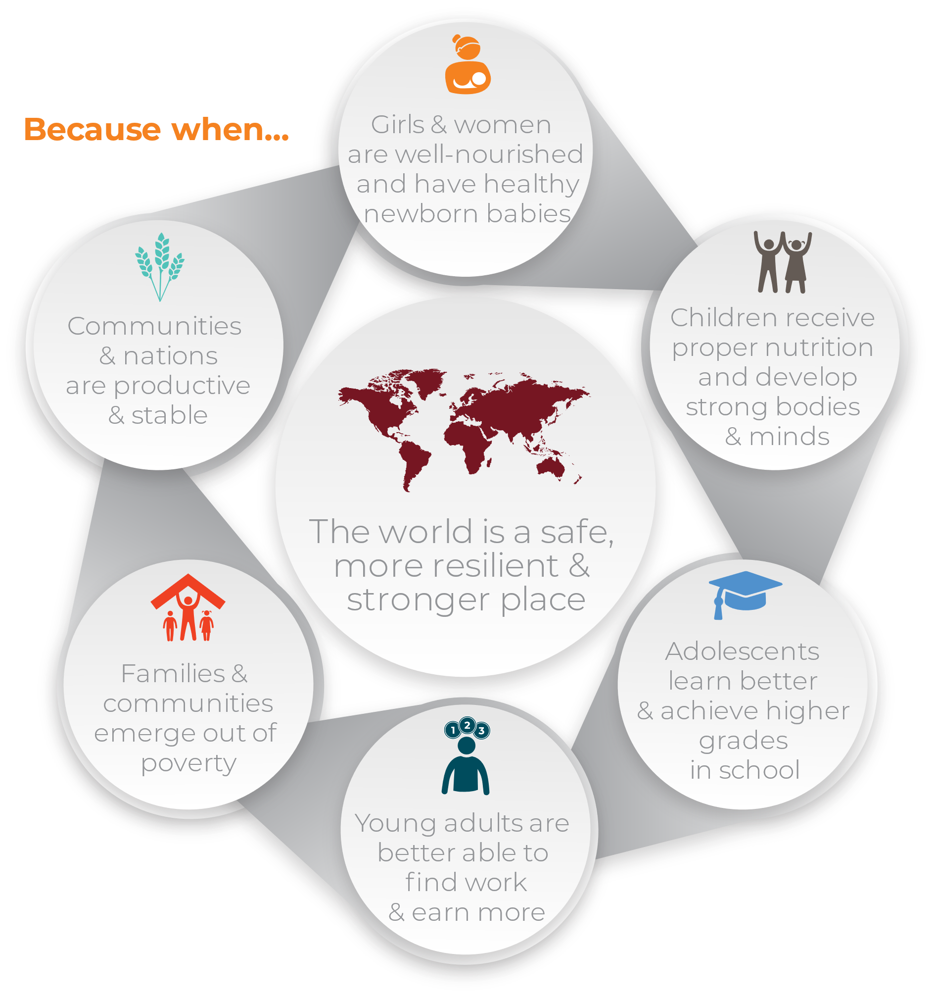 Because when...
Girls & women
are well-nourished
and have healthy
newborn babies
Children receive
proper nutrition
and develop
strong bodies
& minds
Adolescents
learn better
& achieve higher
grades
in school
1 2 3
Young adults are
better able to
find work
& earn more
Families &
communities
emerge out of
poverty
Communities
& nations
are productive
& stable
The world is a safe,
more resilient &
stronger place